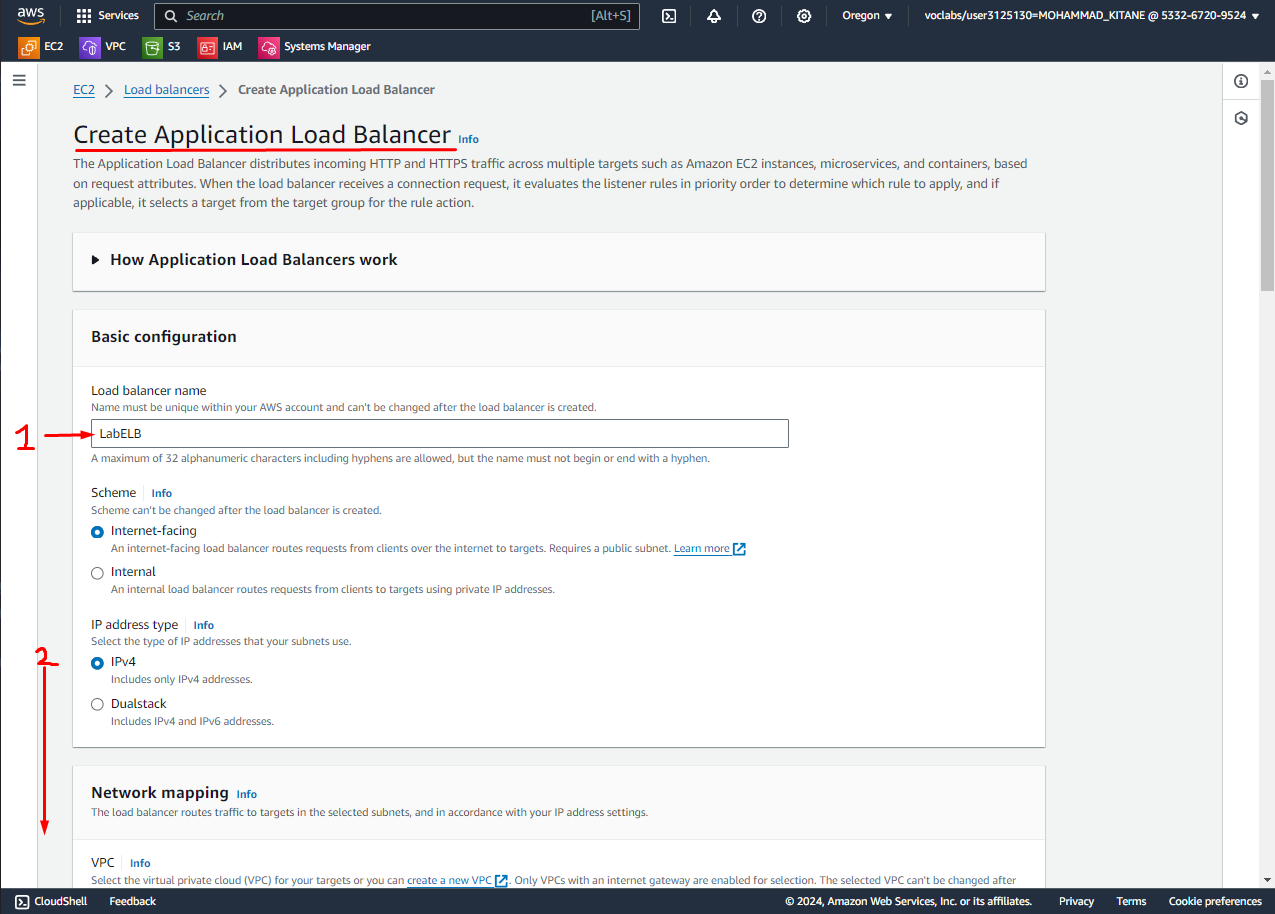 aws Services Search [Alt+S] Oregon ▼ voclabs/user3125130=MOHAMMAD_KITANE @ 5332-6720-9524 ▼
EC2 VPC S3 IAM Systems Manager
EC2 > Load balancers > Create Application Load Balancer
Create Application Load Balancer Info
The Application Load Balancer distributes incoming HTTP and HTTPS traffic across multiple targets such as Amazon EC2 instances, microservices, and containers, based
on request attributes. When the load balancer receives a connection request, it evaluates the listener rules in priority order to determine which rule to apply, and if
applicable, it selects a target from the target group for the rule action.
How Application Load Balancers work
Basic configuration
Load balancer name
Name must be unique within your AWS account and can't be changed after the load balancer is created.
1
LabELB
A maximum of 32 alphanumeric characters including hyphens are allowed, but the name must not begin or end with a hyphen.
Scheme Info
Scheme can't be changed after the load balancer is created.
Internet-facing
An internet-facing load balancer routes requests from clients over the internet to targets. Requires a public subnet. Learn more
Internal
An internal load balancer routes requests from clients to targets using private IP addresses.
IP address type Info
Select the type of IP addresses that your subnets use.
2
IPv4
Includes only IPv4 addresses.
Dualstack
Includes IPv4 and IPv6 addresses.
Network mapping Info
The load balancer routes traffic to targets in the selected subnets, and in accordance with your IP address settings.
VPC Info
Select the virtual private cloud (VPC) for your targets or you can create a new VPC. Only VPCs with an internet gateway are enabled for selection. The selected VPC can't be changed after
CloudShell Feedback © 2024, Amazon Web Services, Inc. or its affiliates. Privacy Terms Cookie preferences